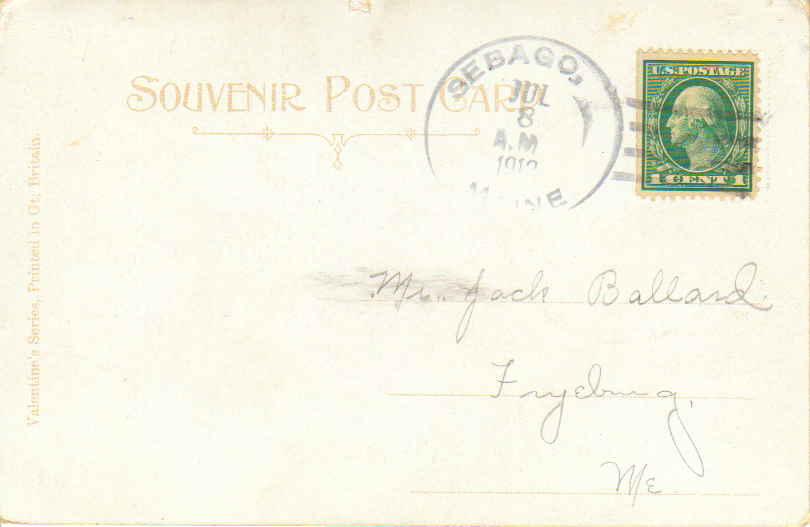 SOUVENIR POST CARD
SEBAGO,
JUL
8
A.M
MAINE
U.S. POSTAGE
1 CENT 1
Valentine's Series, Printed in Gt. Britain.
Mr. Jack Ballard.
Fryeburg,
Me.